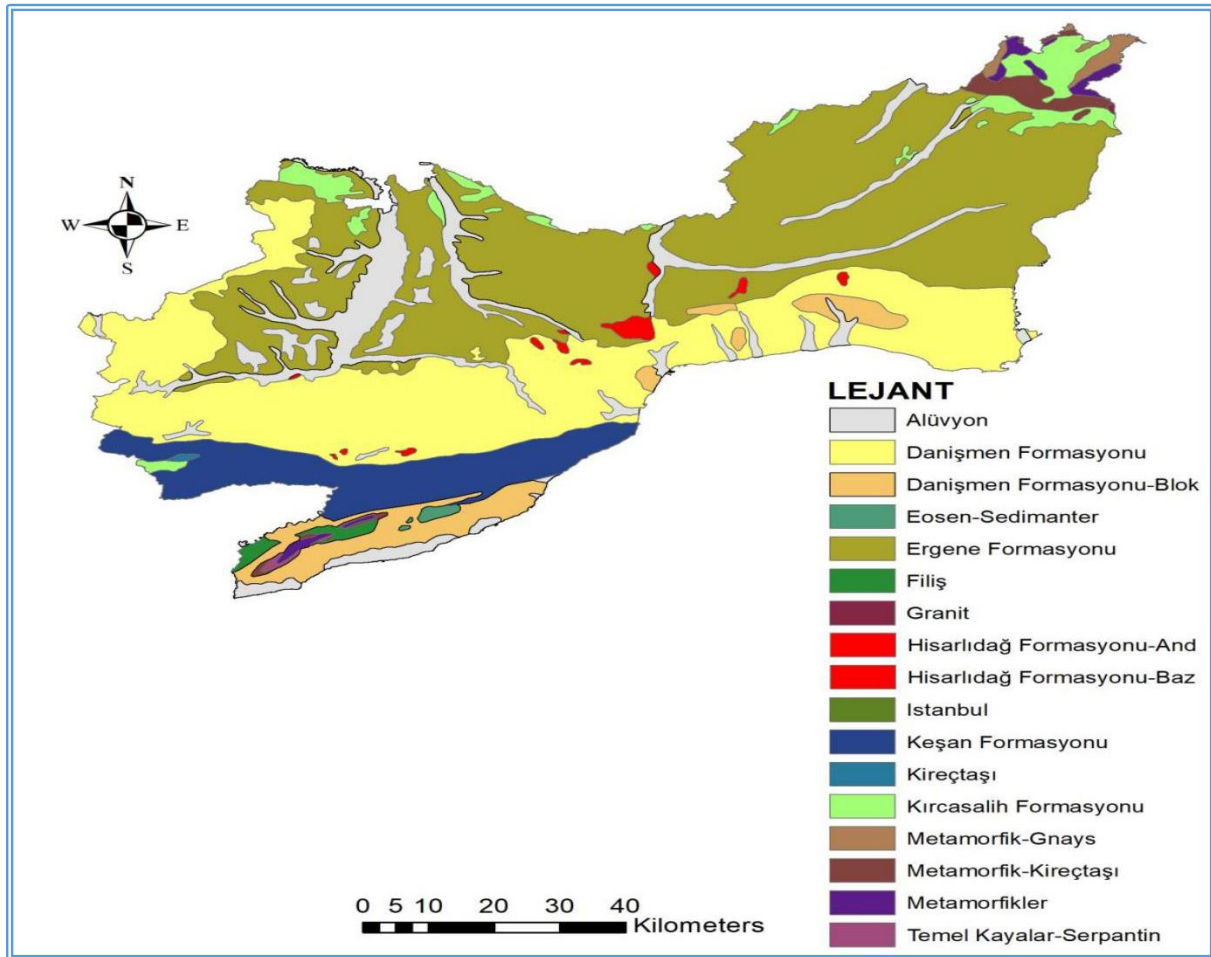 N
W E
S
LEJANT
Alüvyon
Danişmen Formasyonu
Danişmen Formasyonu-Blok
Eosen-Sedimanter
Ergene Formasyonu
Filiş
Granit
Hisarlıdağ Formasyonu-And
Hisarlıdağ Formasyonu-Baz
Istanbul
Keşan Formasyonu
Kireçtaşı
Kırcasalih Formasyonu
Metamorfik-Gnays
Metamorfik-Kireçtaşı
Metamorfikler
Temel Kayalar-Serpantin
0 5 10 20 30 40
Kilometers